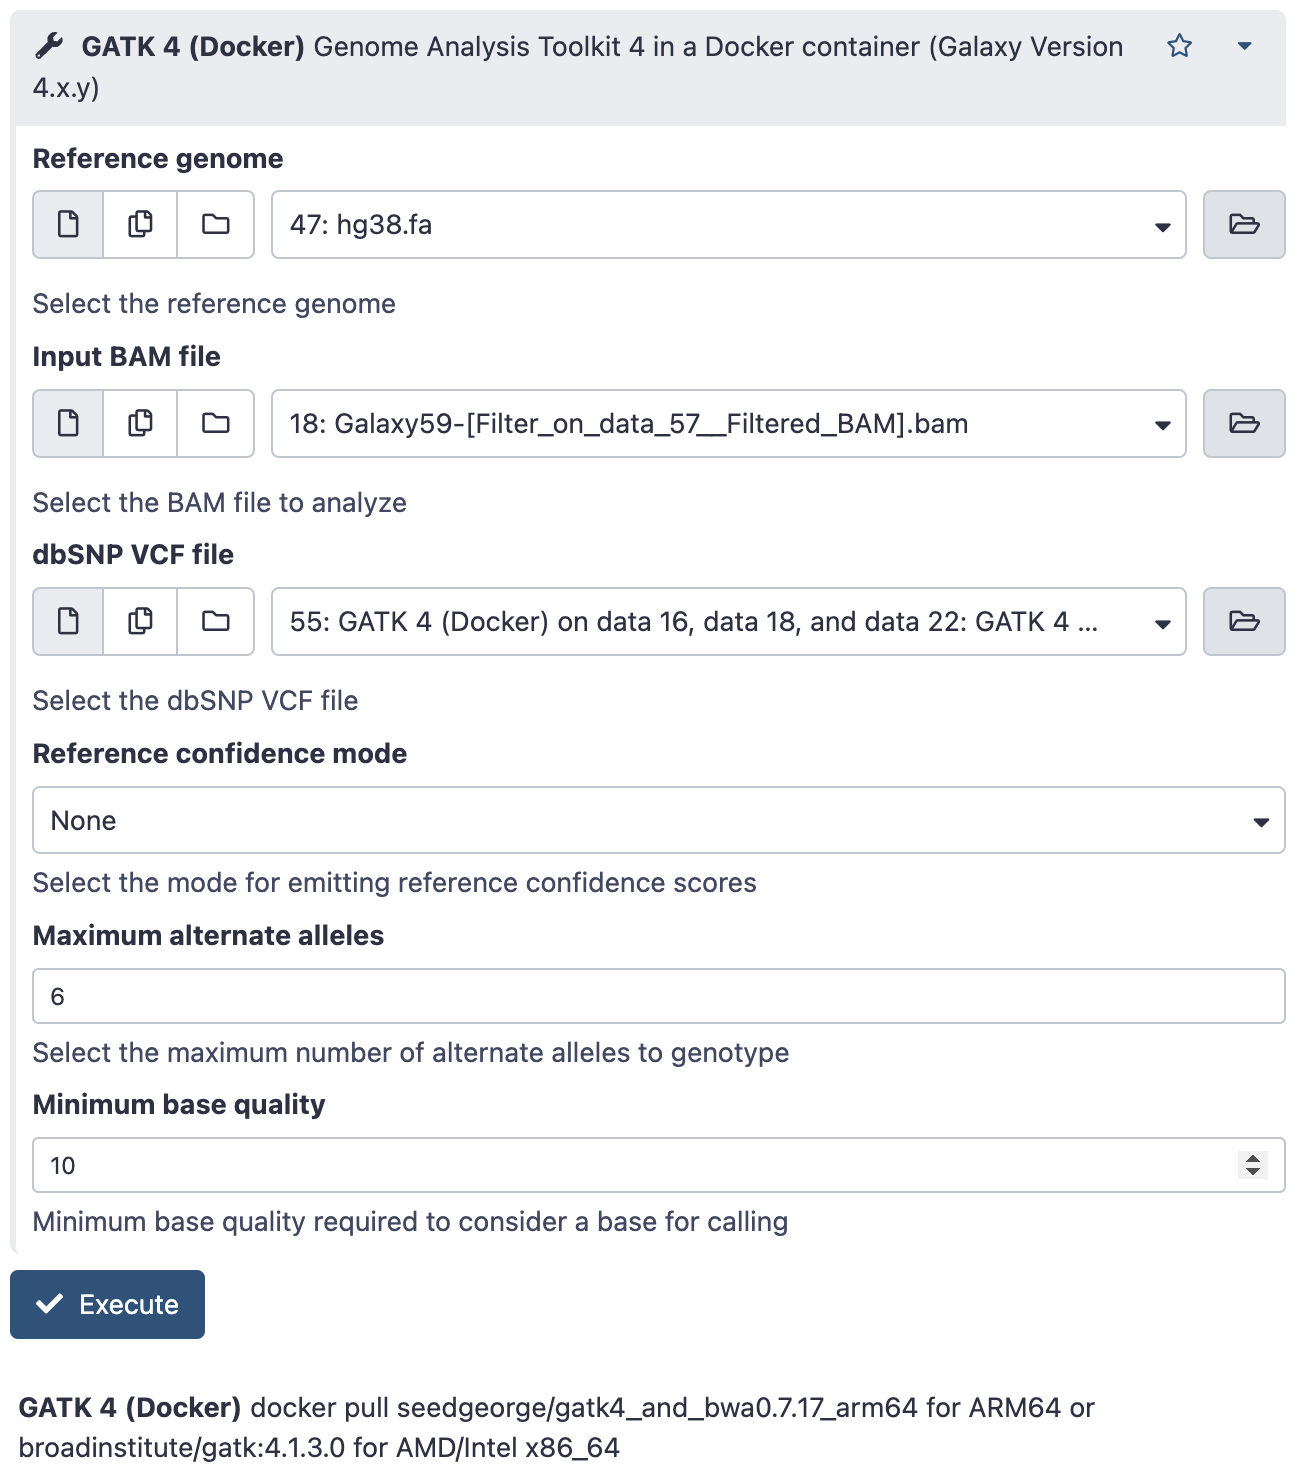 GATK 4 (Docker) Genome Analysis Toolkit 4 in a Docker container (Galaxy Version
4.x.y)
Reference genome
47: hg38.fa
Select the reference genome
Input BAM file
18: Galaxy59-[Filter_on_data_57__Filtered_BAM].bam
Select the BAM file to analyze
dbSNP VCF file
55: GATK 4 (Docker) on data 16, data 18, and data 22: GATK 4 ...
Select the dbSNP VCF file
Reference confidence mode
None
Select the mode for emitting reference confidence scores
Maximum alternate alleles
6
Select the maximum number of alternate alleles to genotype
Minimum base quality
10
Minimum base quality required to consider a base for calling
Execute
GATK 4 (Docker) docker pull seedgeorge/gatk4_and_bwa0.7.17_arm64 for ARM64 or
broadinstitute/gatk:4.1.3.0 for AMD/Intel x86_64